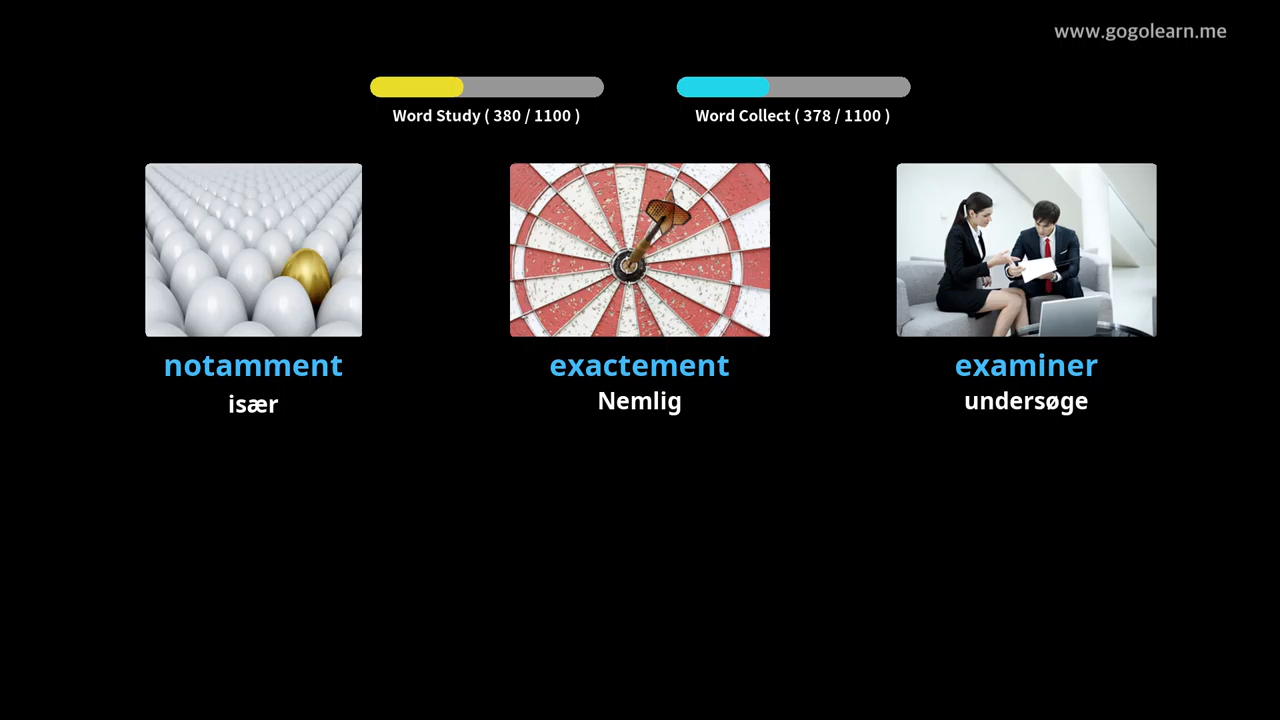 www.gogolearn.me
Word Study ( 380 / 1100 )
Word Collect ( 378 / 1100 )
notamment
især
exactement
Nemlig
examiner
undersøge